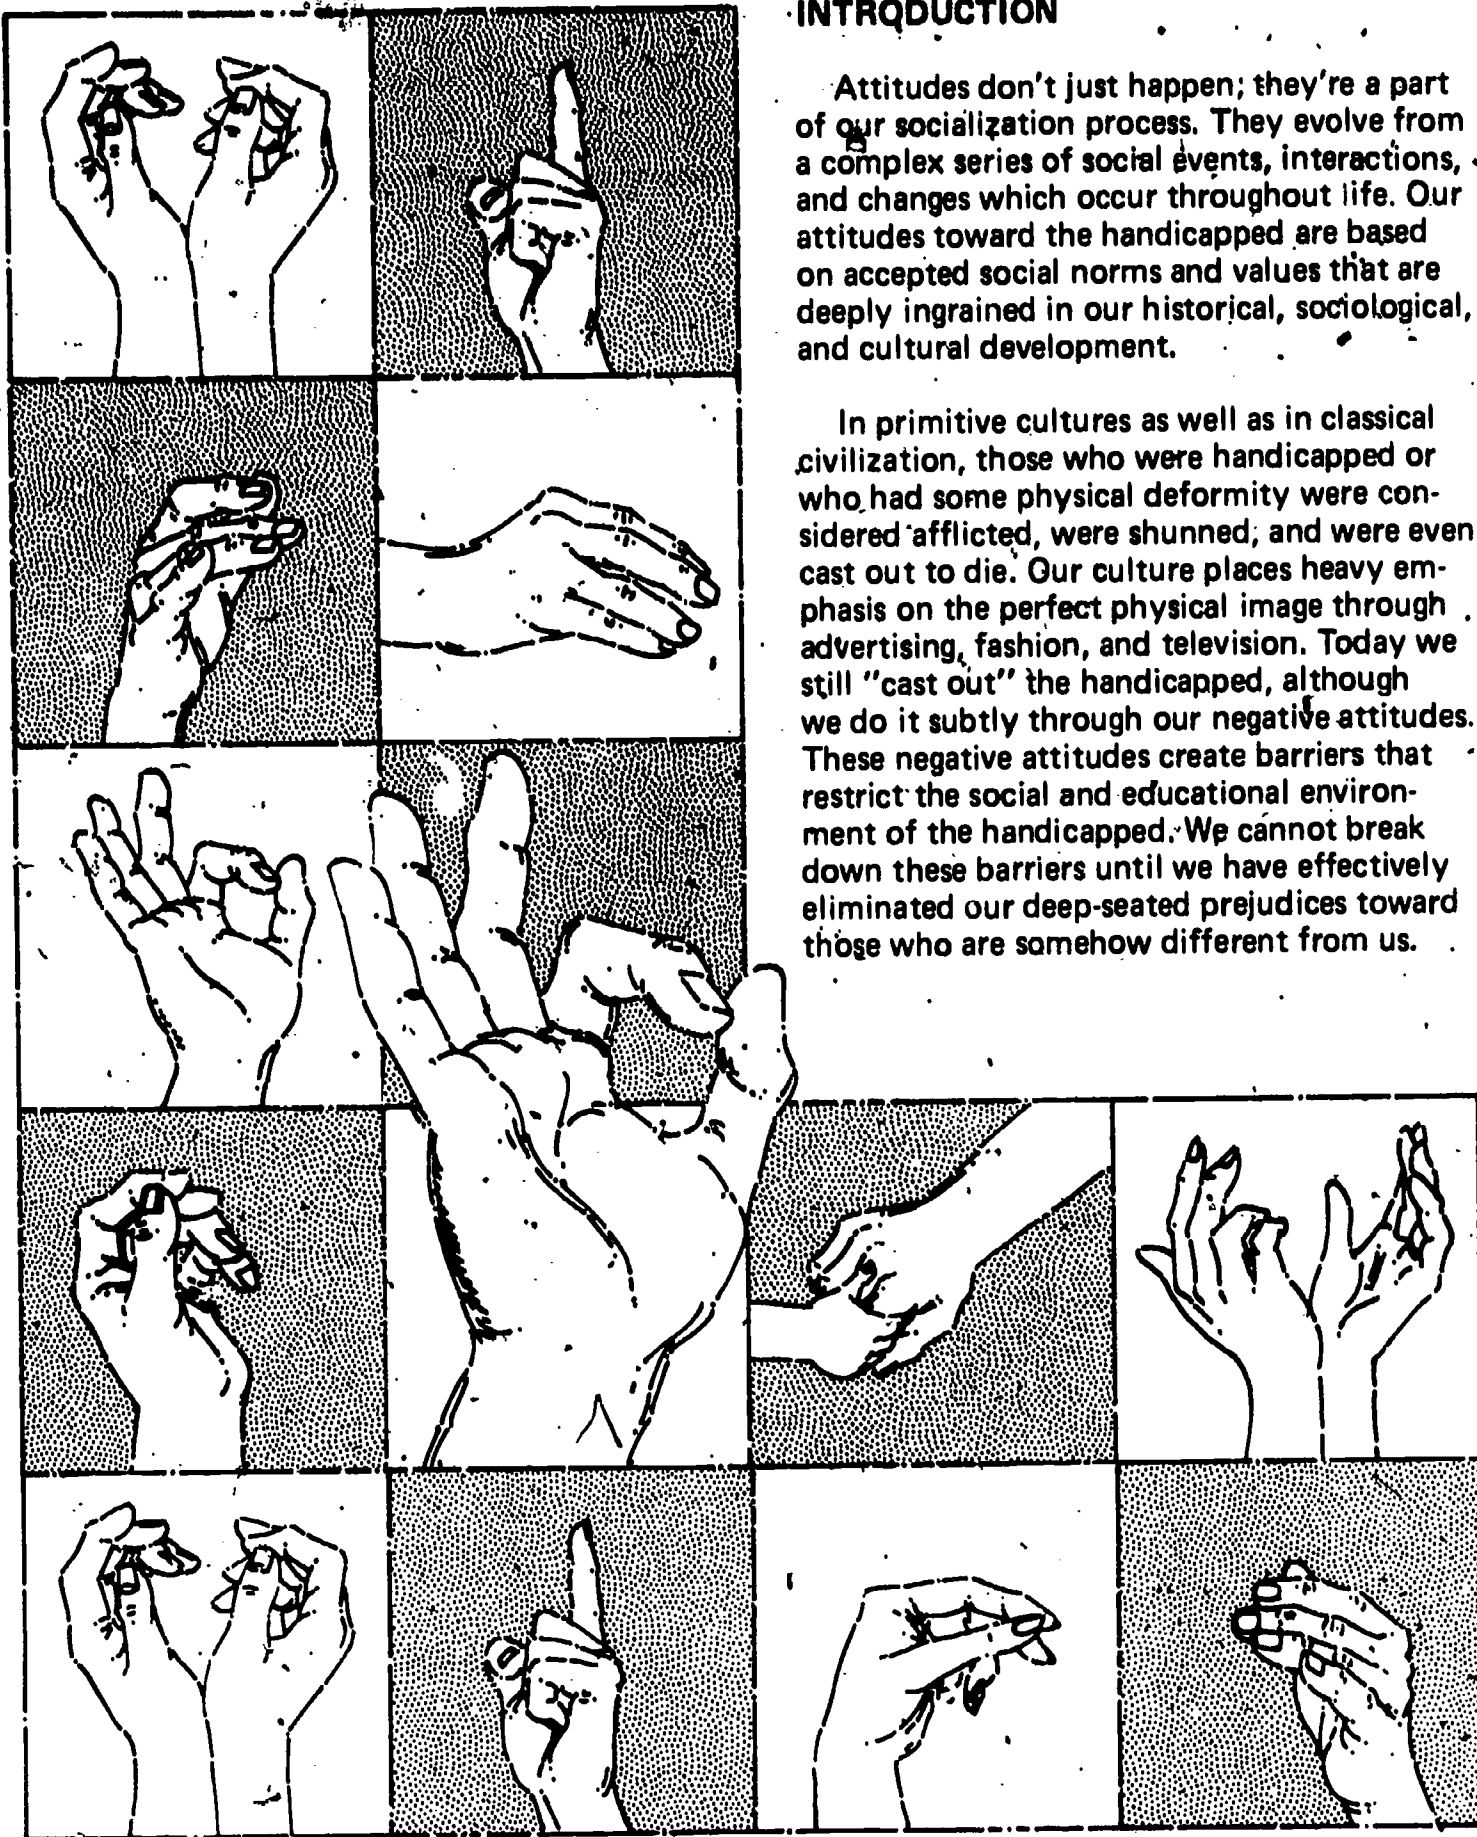 INTRODUCTION
Attitudes don't just happen; they're a part
of our socialization process. They evolve from
a complex series of social events, interactions,
and changes which occur throughout life. Our
attitudes toward the handicapped are based
on accepted social norms and values that are
deeply ingrained in our historical, sociological,
and cultural development.
In primitive cultures as well as in classical
civilization, those who were handicapped or
who had some physical deformity were con-
sidered afflicted, were shunned, and were even
cast out to die. Our culture places heavy em-
phasis on the perfect physical image through
advertising, fashion, and television. Today we
still "cast out" the handicapped, although
we do it subtly through our negative attitudes.
These negative attitudes create barriers that
restrict the social and educational environ-
ment of the handicapped. We cannot break
down these barriers until we have effectively
eliminated our deep-seated prejudices toward
those who are somehow different from us.